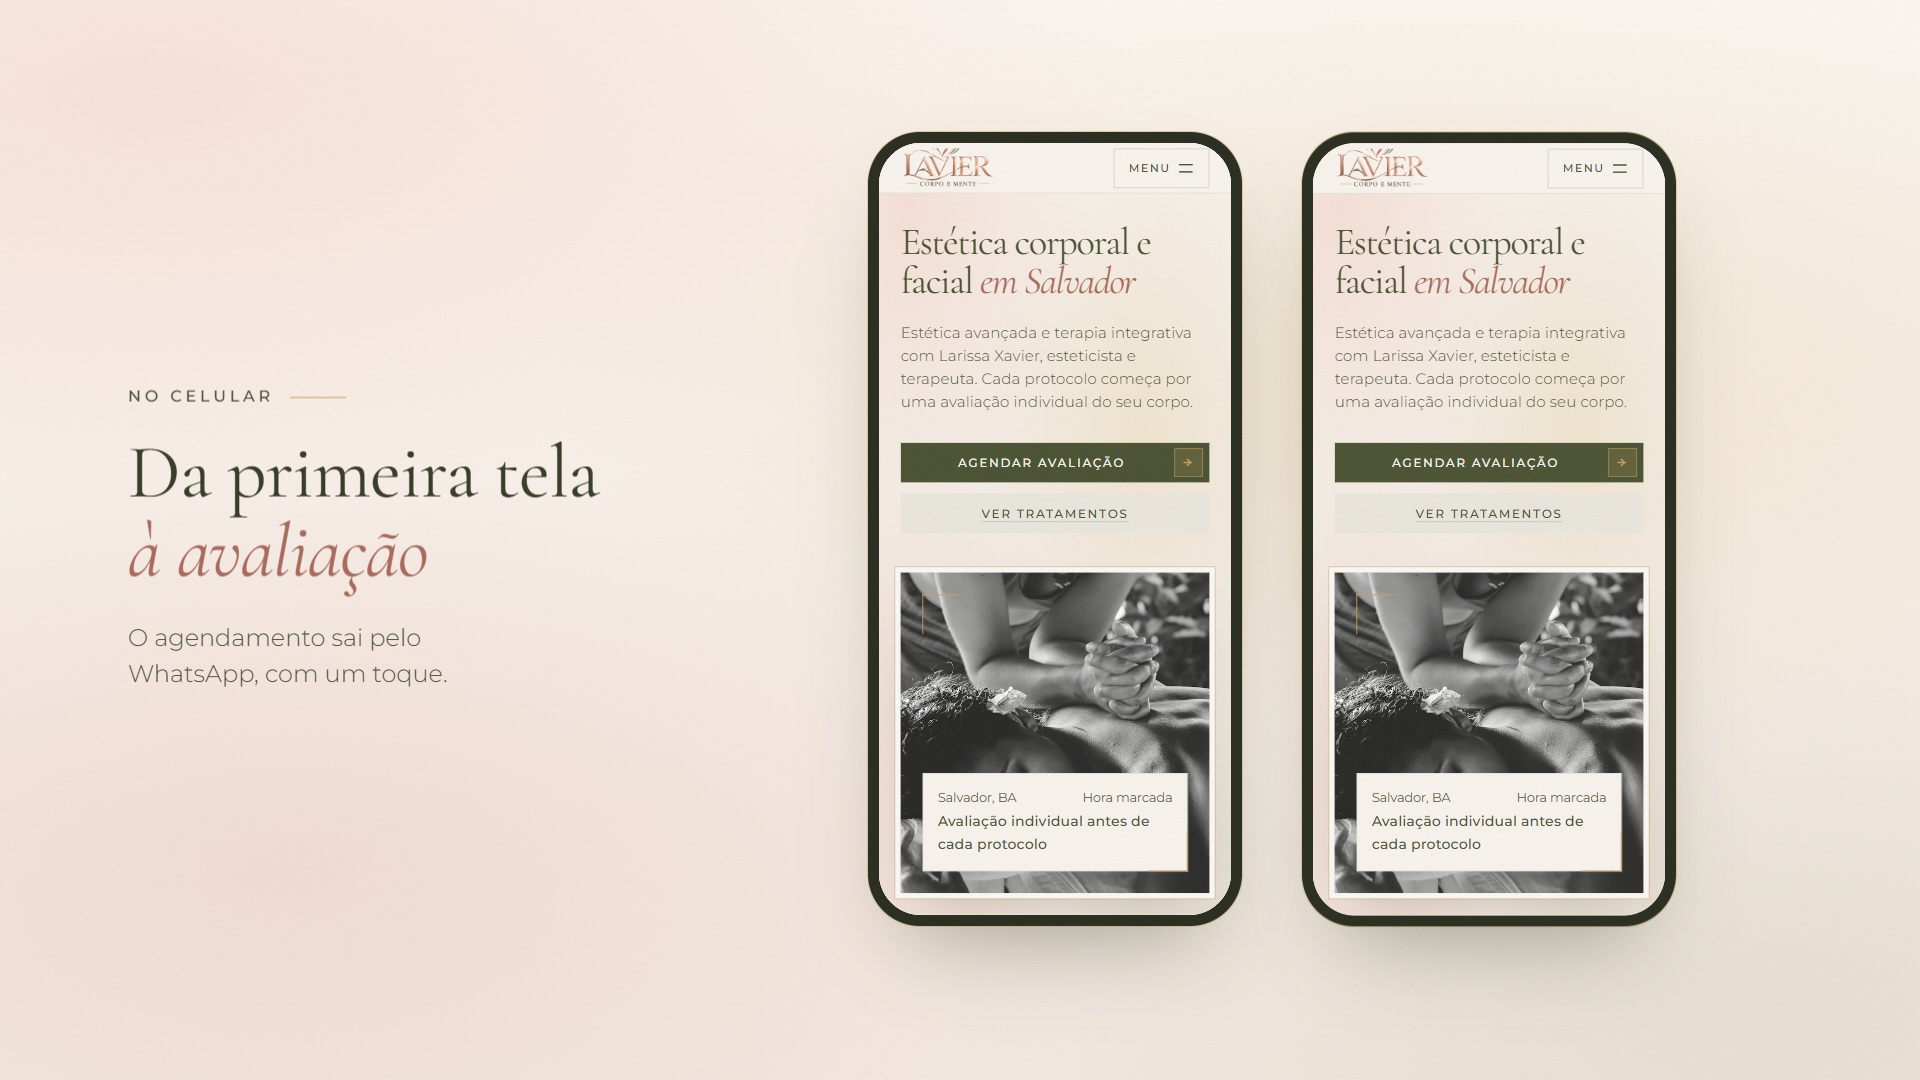 NO CELULAR
Da primeira tela
à avaliação
O agendamento sai pelo
WhatsApp, com um toque.
LAVIER
CORPO E MENTE
MENU
Estética corporal e
facial em Salvador
Estética avançada e terapia integrativa
com Larissa Xavier, esteticista e
terapeuta. Cada protocolo começa por
uma avaliação individual do seu corpo.
AGENDAR AVALIAÇÃO
VER TRATAMENTOS
Salvador, BA Hora marcada
Avaliação individual antes de
cada protocolo
LAVIER
CORPO E MENTE
MENU
Estética corporal e
facial em Salvador
Estética avançada e terapia integrativa
com Larissa Xavier, esteticista e
terapeuta. Cada protocolo começa por
uma avaliação individual do seu corpo.
AGENDAR AVALIAÇÃO
VER TRATAMENTOS
Salvador, BA Hora marcada
Avaliação individual antes de
cada protocolo